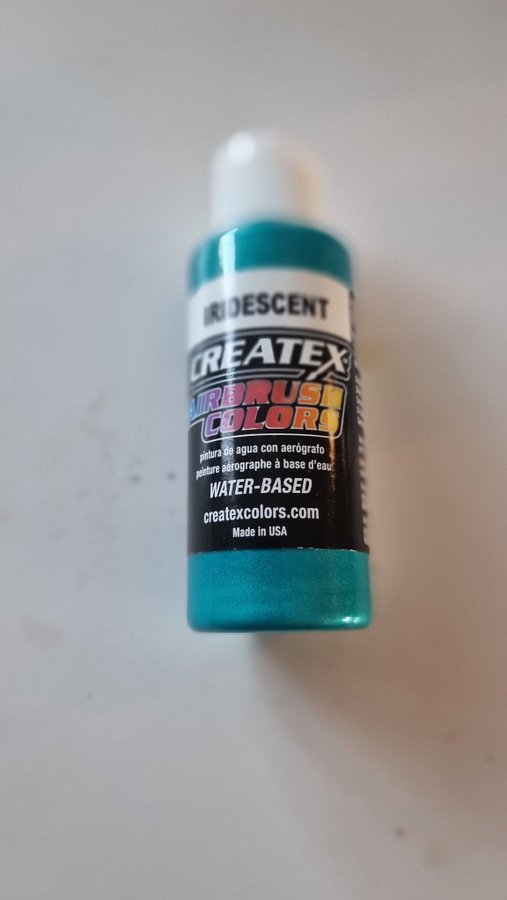 IRIDESCENT
CREATEX
AIRBRUSH
COLORS
pintura de agua con aerógrafo
peinture aérographe à base d'eau
WATER-BASED
createxcolors.com
Made in USA